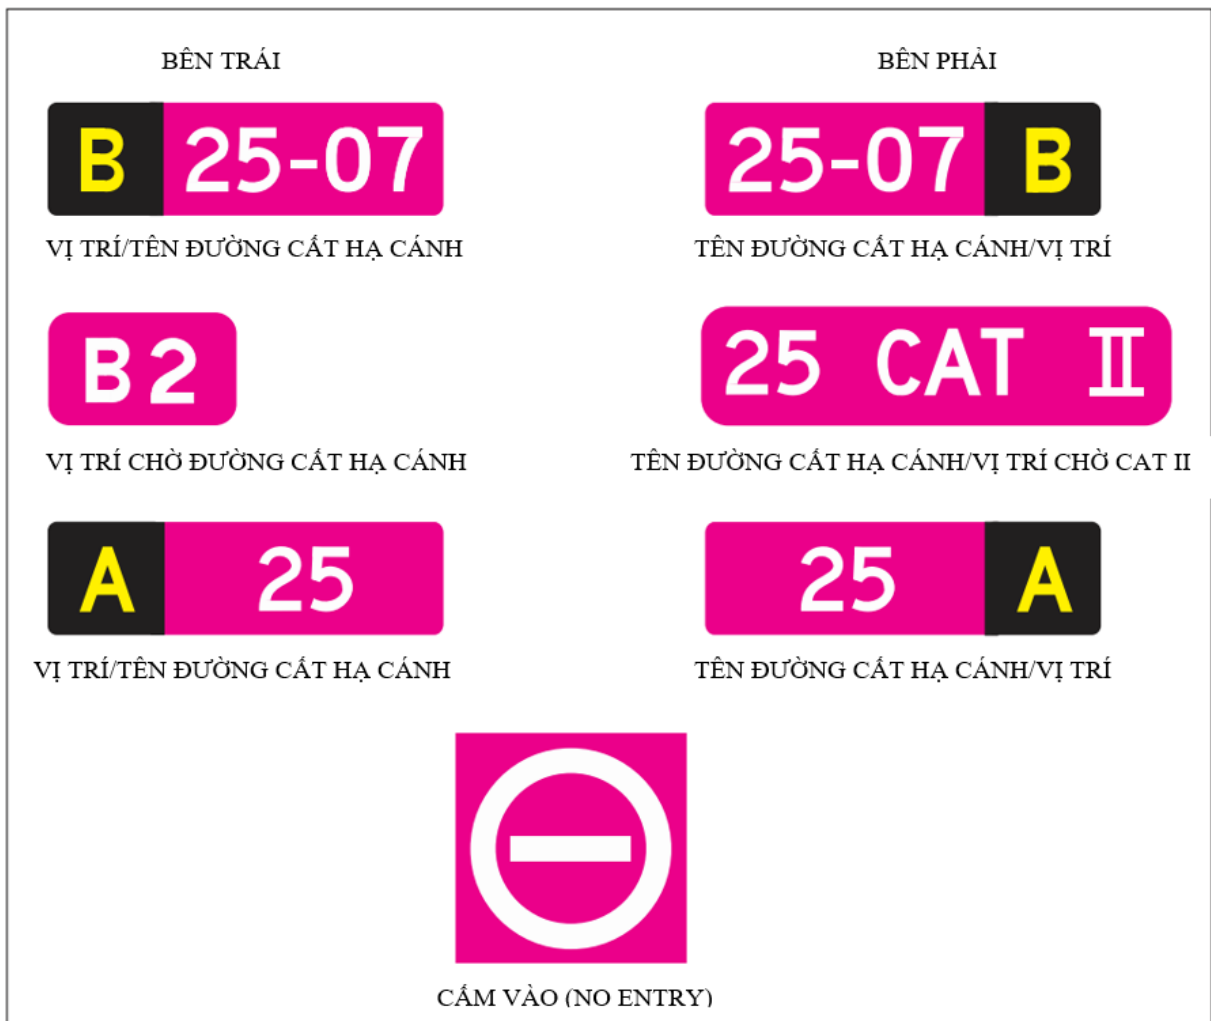 BÊN TRÁI
BÊN PHẢI
B 25-07
25-07 B
VỊ TRÍ/TÊN ĐƯỜNG CẤT HẠ CÁNH
TÊN ĐƯỜNG CẤT HẠ CÁNH/VỊ TRÍ
B2
25 CAT II
VỊ TRÍ CHỜ ĐƯỜNG CẤT HẠ CÁNH
TÊN ĐƯỜNG CẤT HẠ CÁNH/VỊ TRÍ CHỜ CAT II
A 25
25 A
VỊ TRÍ/TÊN ĐƯỜNG CẤT HẠ CÁNH
TÊN ĐƯỜNG CẤT HẠ CÁNH/VỊ TRÍ
CẤM VÀO (NO ENTRY)